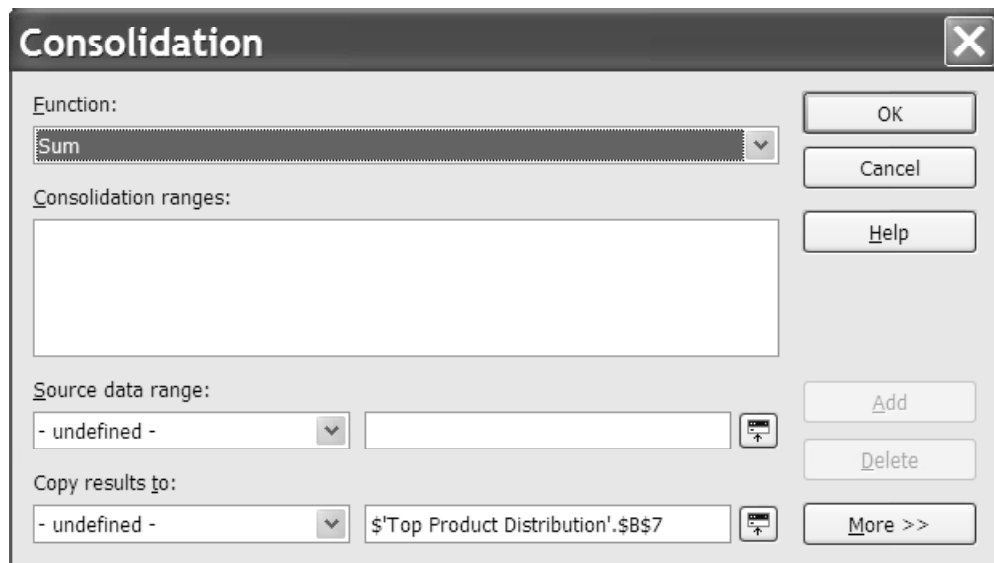 Consolidation
Function:
OK
Sum
Cancel
Consolidation ranges:
Help
Source data range:
Add
- undefined -
Delete
Copy results to:
- undefined -
$'Top Product Distribution'.$B$7
More >>